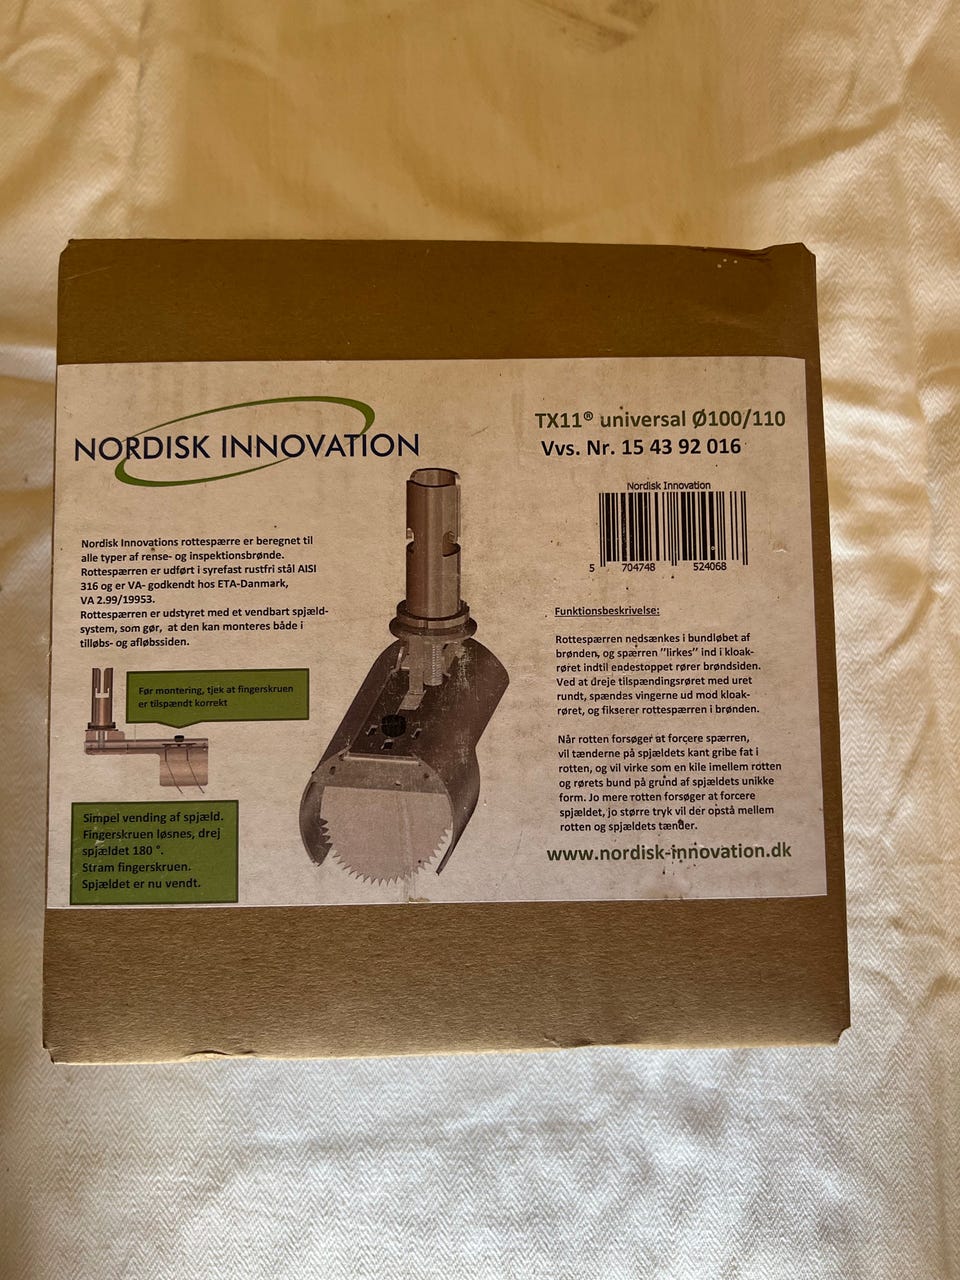 NORDISK INNOVATION
TX11® universal Ø100/110
Vvs. Nr. 15 43 92 016
Nordisk Innovation
5 704748 524068
Nordisk Innovations rottespærre er beregnet til
alle typer af rense- og inspektionsbrønde.
Rottespærren er udført i syrefast rustfri stål AISI
316 og er VA- godkendt hos ETA-Danmark,
VA 2.99/19953.
Rottespærren er udstyret med et vendbart spjæld-
system, som gør, at den kan monteres både i
tilløbs- og afløbssiden.
Før montering, tjek at fingerskruen
er tilspændt korrekt
Simpel vending af spjæld.
Fingerskruen løsnes, drej
spjældet 180 °.
Stram fingerskruen.
Spjældet er nu vendt.
Funktionsbeskrivelse:
Rottespærren nedsænkes i bundløbet af
brønden, og spærren ”lirkes” ind i kloak-
røret indtil endestoppet rører brøndsiden.
Ved at dreje tilspændingsrøret med uret
rundt, spændes vingerne ud mod kloak-
røret, og fikserer rottespærren i brønden.
Når rotten forsøger at forcere spærren,
vil tænderne på spjældets kant gribe fat i
rotten, og vil virke som en kile imellem rotten
og rørets bund på grund af spjældets unikke
form. Jo mere rotten forsøger at forcere
spjældet, jo større tryk vil der opstå mellem
rotten og spjældets tænder.
www.nordisk-innovation.dk